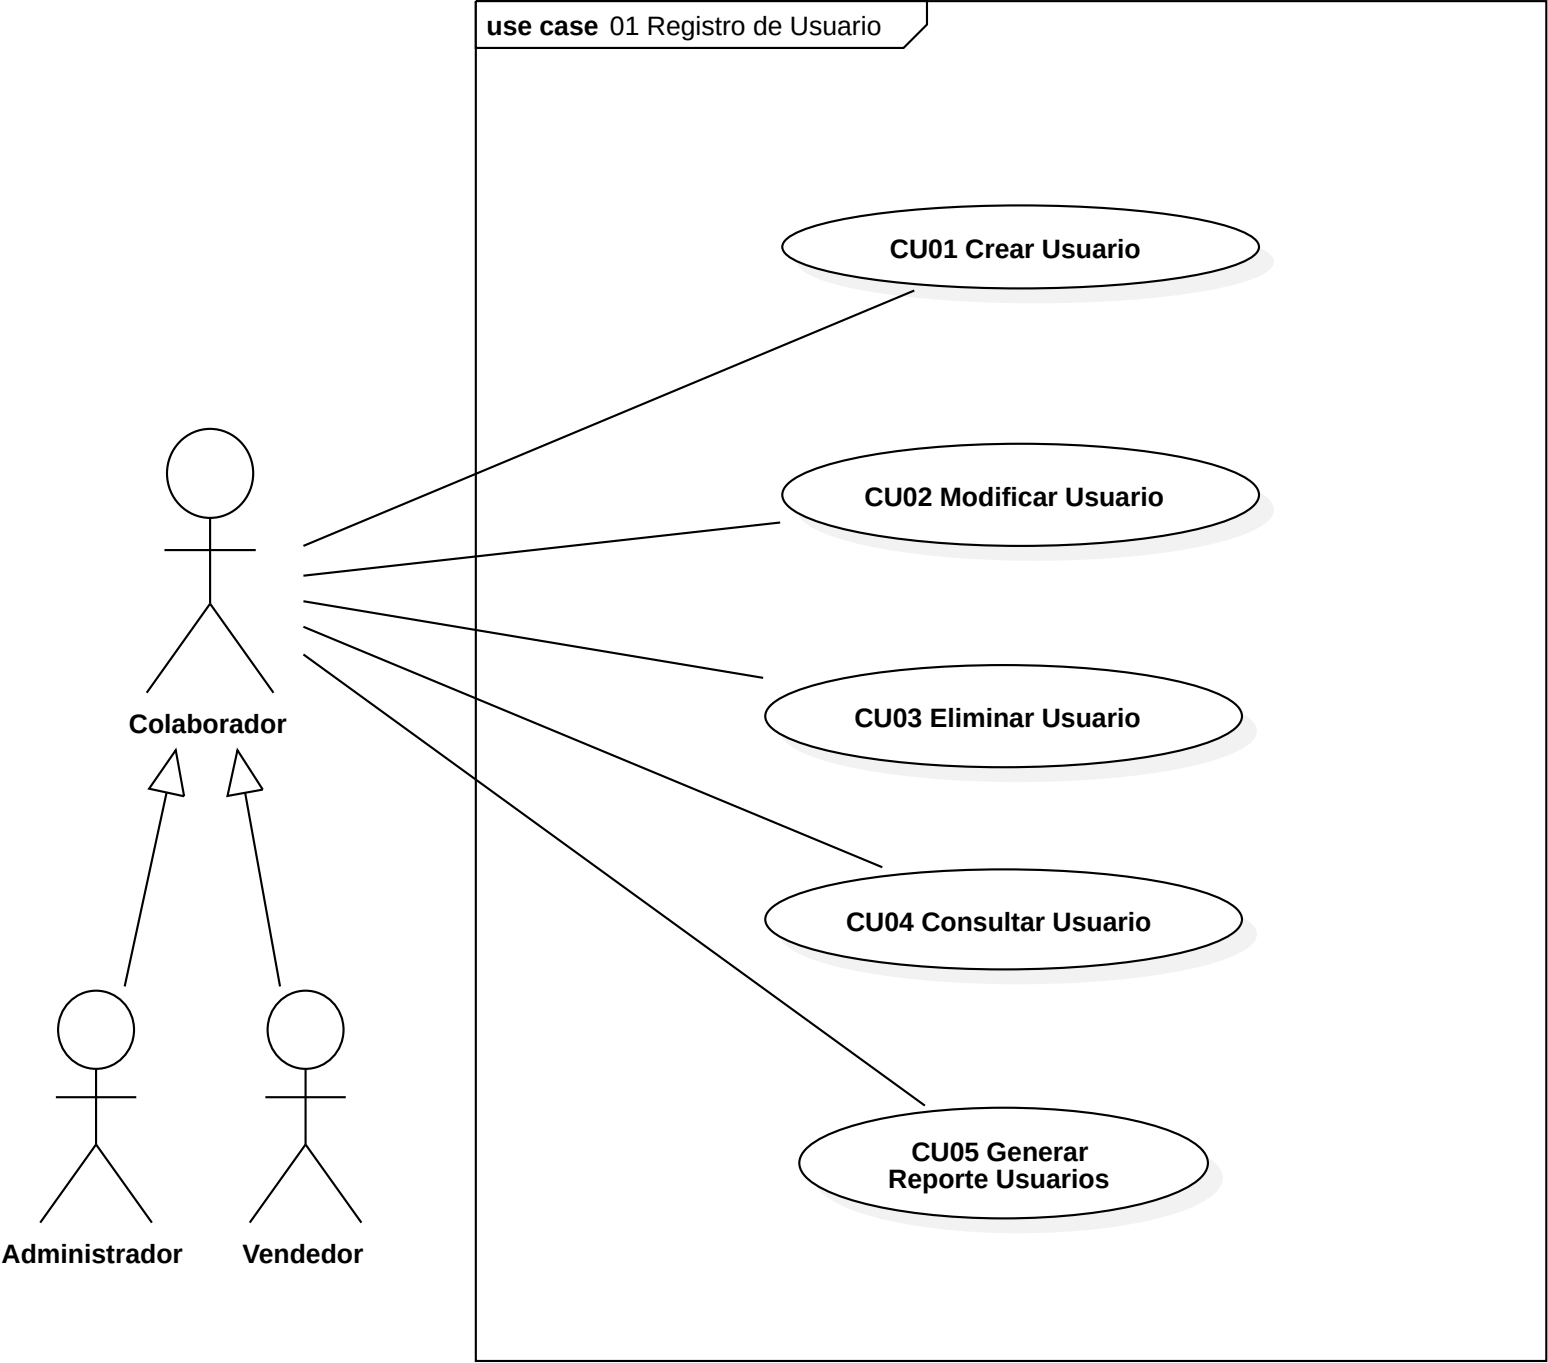 use case 01 Registro de Usuario
CU01 Crear Usuario
CU02 Modificar Usuario
CU03 Eliminar Usuario
Colaborador
CU04 Consultar Usuario
CU05 Generar
Reporte Usuarios
Administrador
Vendedor